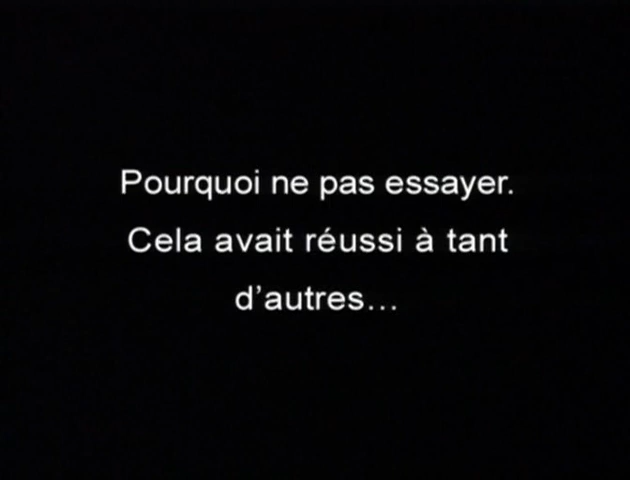 Pourquoi ne pas essayer.
Cela avait réussi à tant
d’autres…